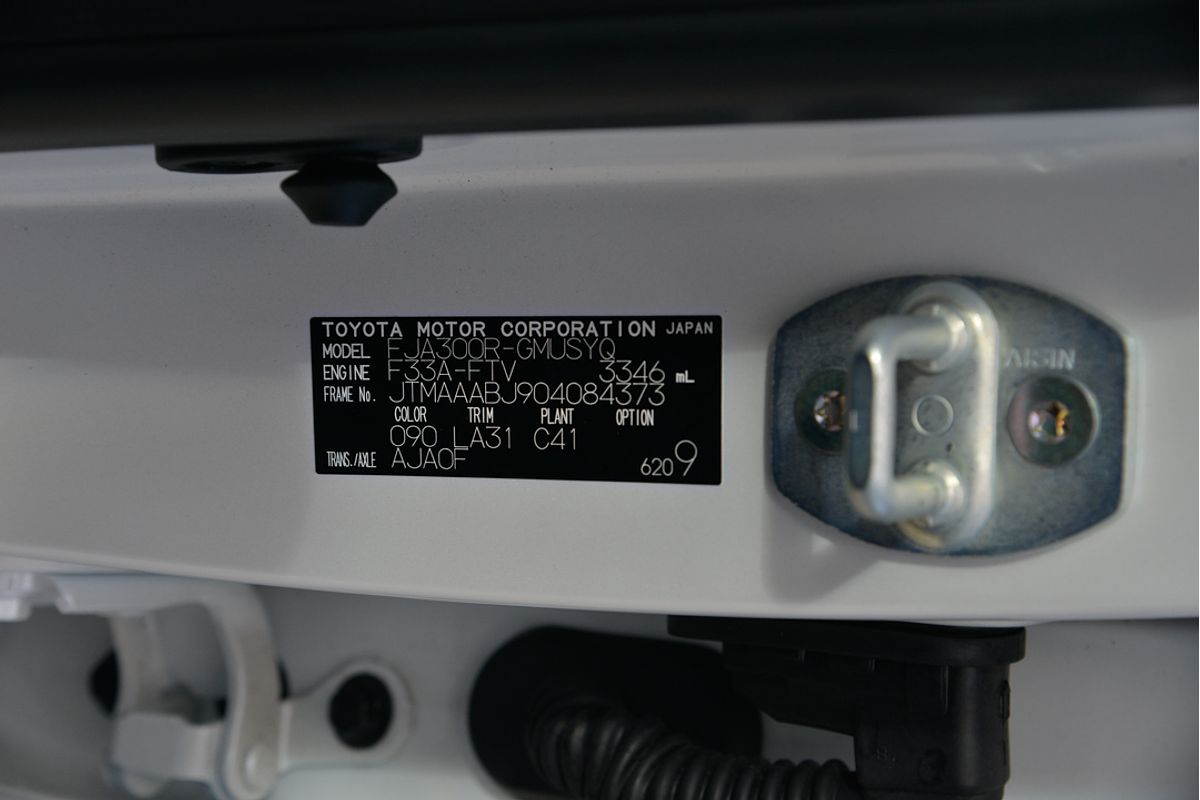 TOYOTA MOTOR CORPORATION JAPAN
MODEL FJA300R-GMUSYQ
ENGINE F33A-FTV 3346 mL
FRAME No. JTMAAABJ904084373
COLOR TRIM PLANT OPTION
090 LA31 C41
TRANS./AXLE AJA0F
6209
AISIN